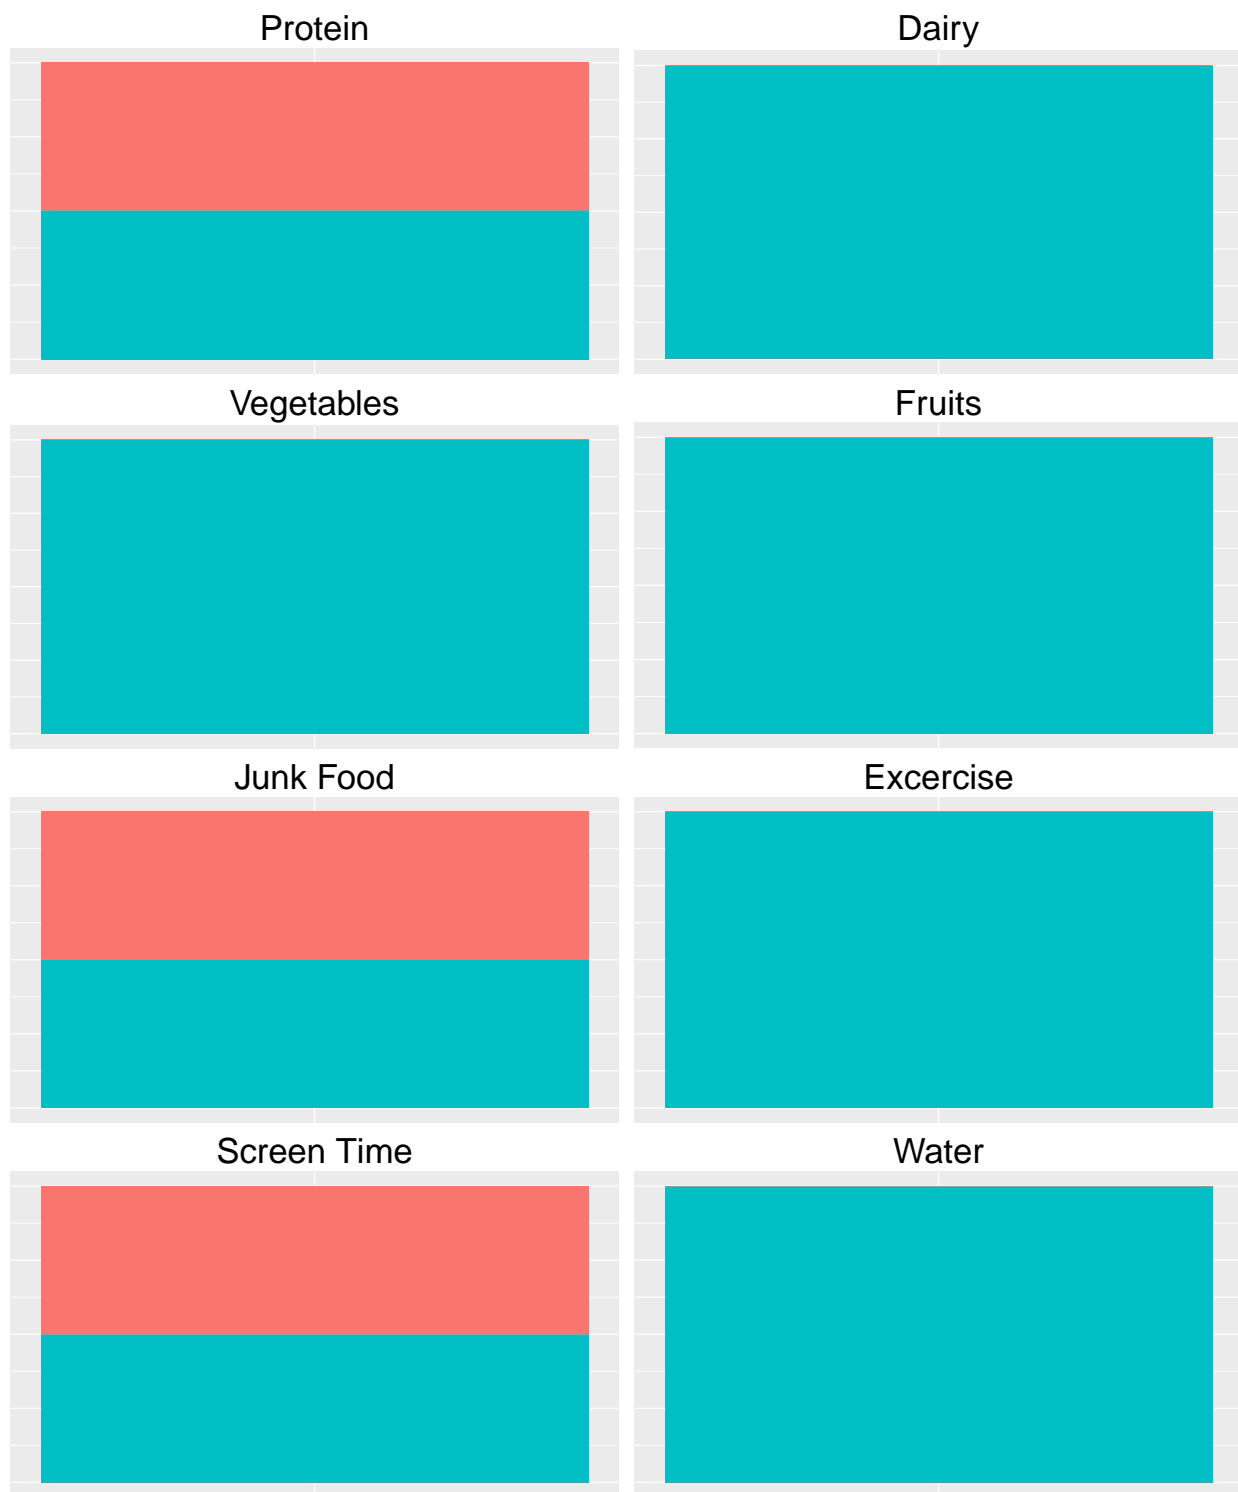 Protein
Dairy
Vegetables
Fruits
Junk Food
Excercise
Screen Time
Water